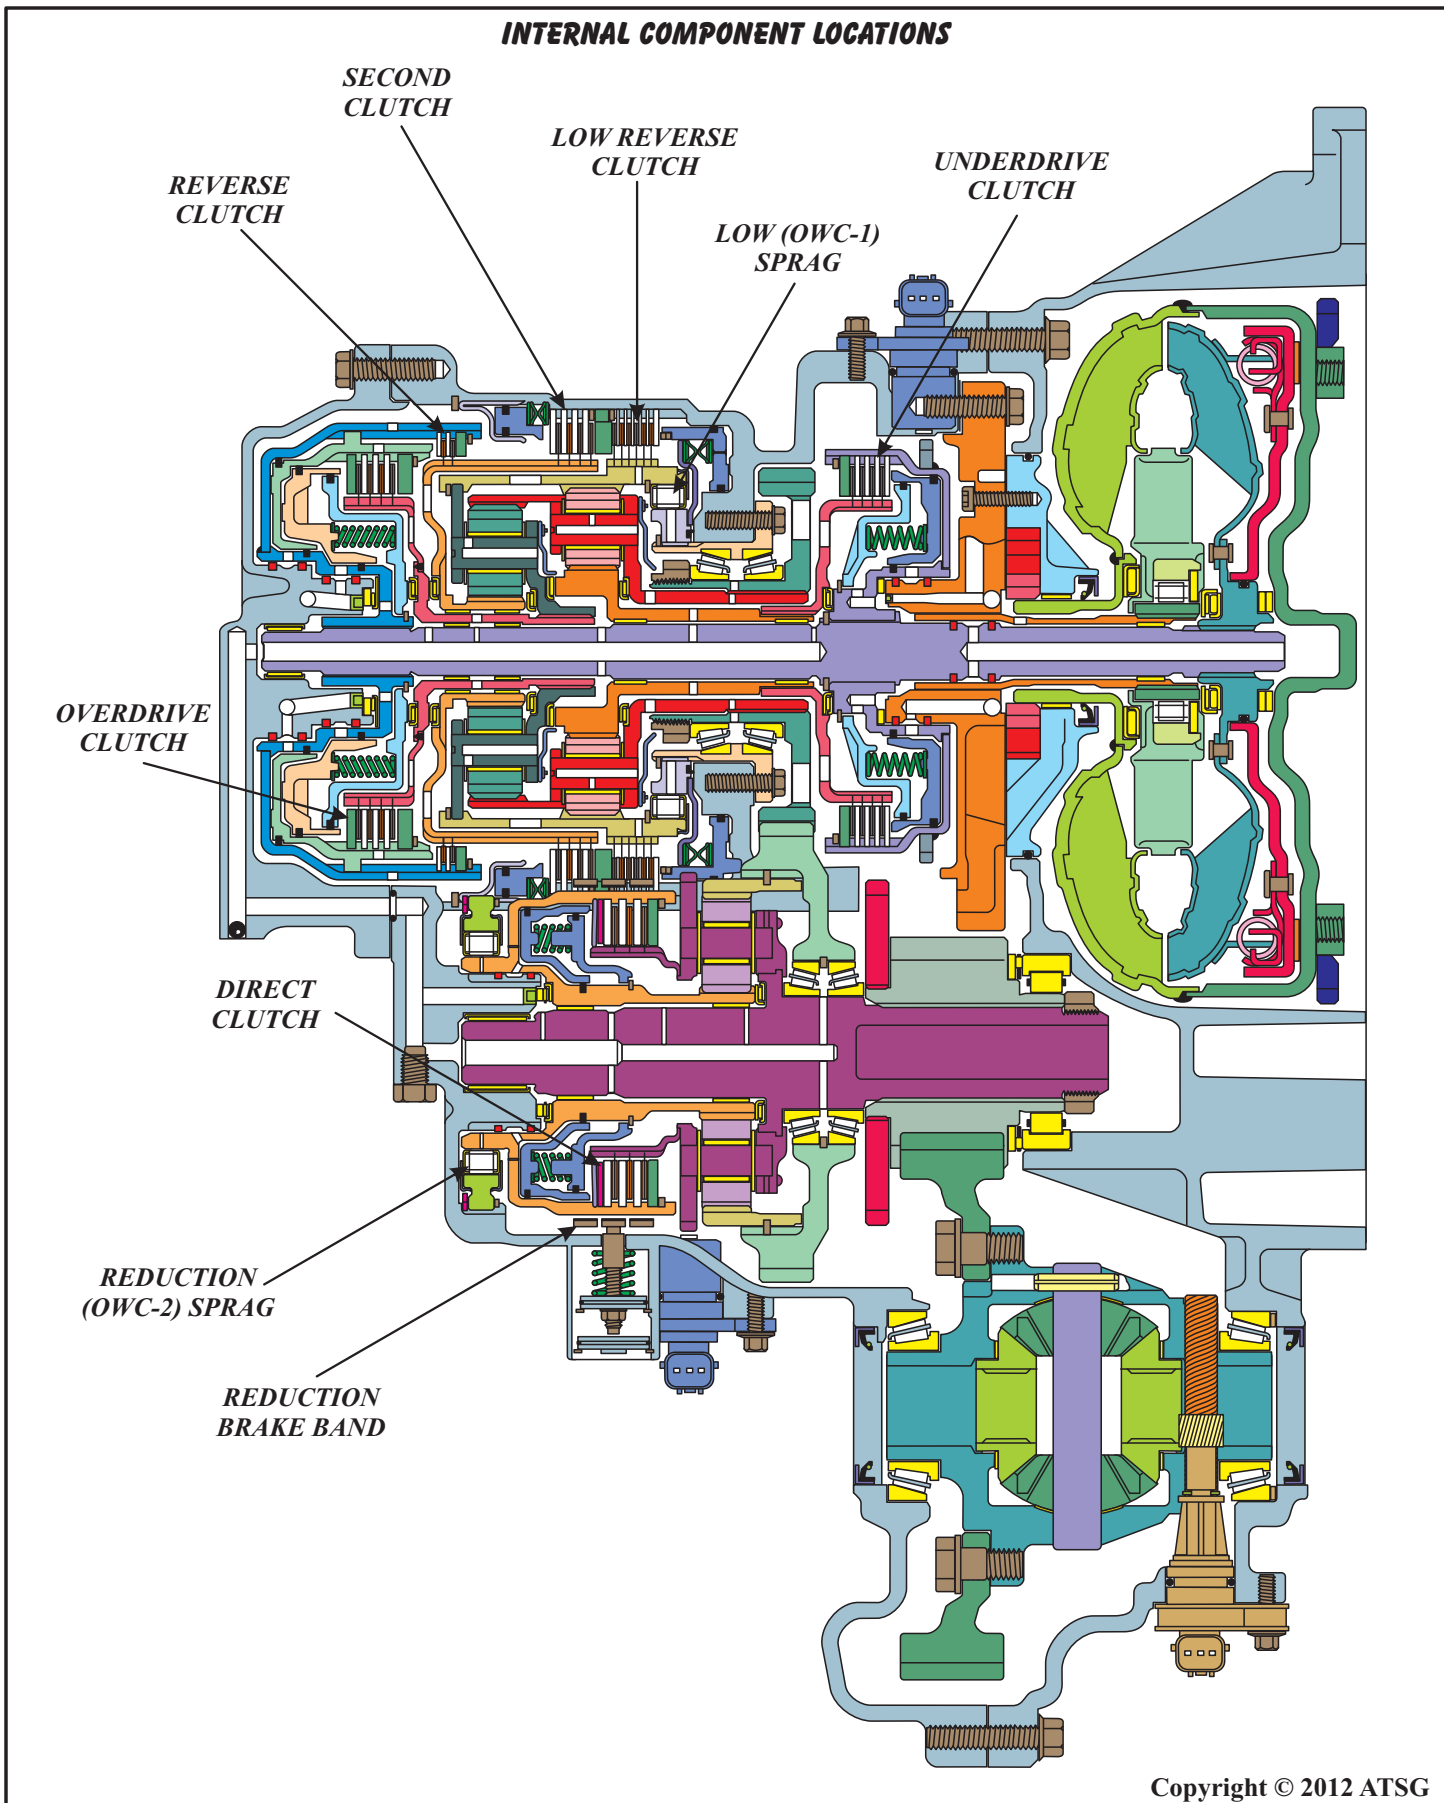 INTERNAL COMPONENT LOCATIONS
SECOND
CLUTCH
LOW REVERSE
CLUTCH
UNDERDRIVE
CLUTCH
REVERSE
CLUTCH
LOW (OWC-1)
SPRAG
OVERDRIVE
CLUTCH
DIRECT
CLUTCH
REDUCTION
(OWC-2) SPRAG
REDUCTION
BRAKE BAND
Copyright © 2012 ATSG